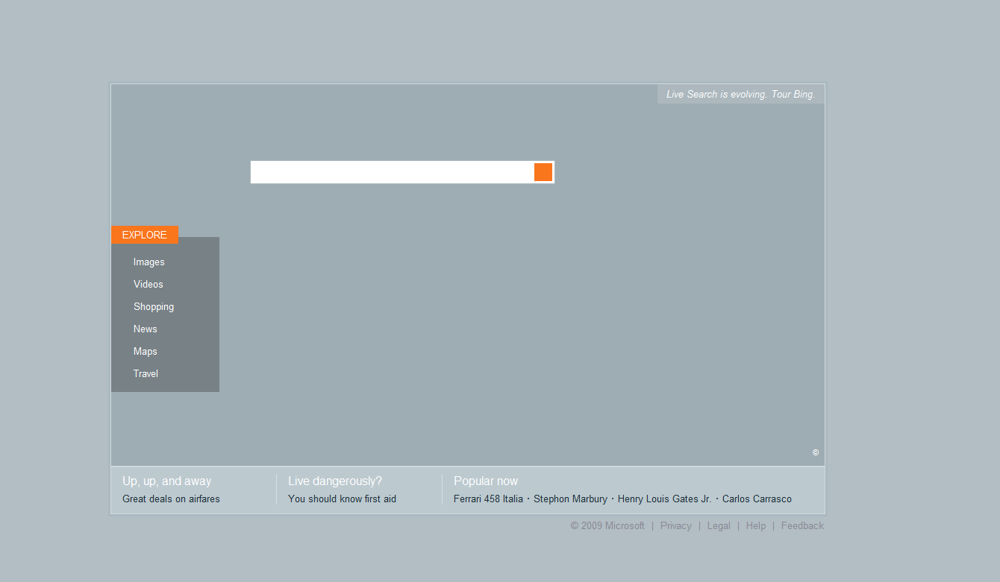 Live Search is evolving. Tour Bing.
EXPLORE
Images
Videos
Shopping
News
Maps
Travel
©
Up, up, and away
Great deals on airfares
Live dangerously?
You should know first aid
Popular now
Ferrari 458 Italia · Stephon Marbury · Henry Louis Gates Jr. · Carlos Carrasco
© 2009 Microsoft | Privacy | Legal | Help | Feedback